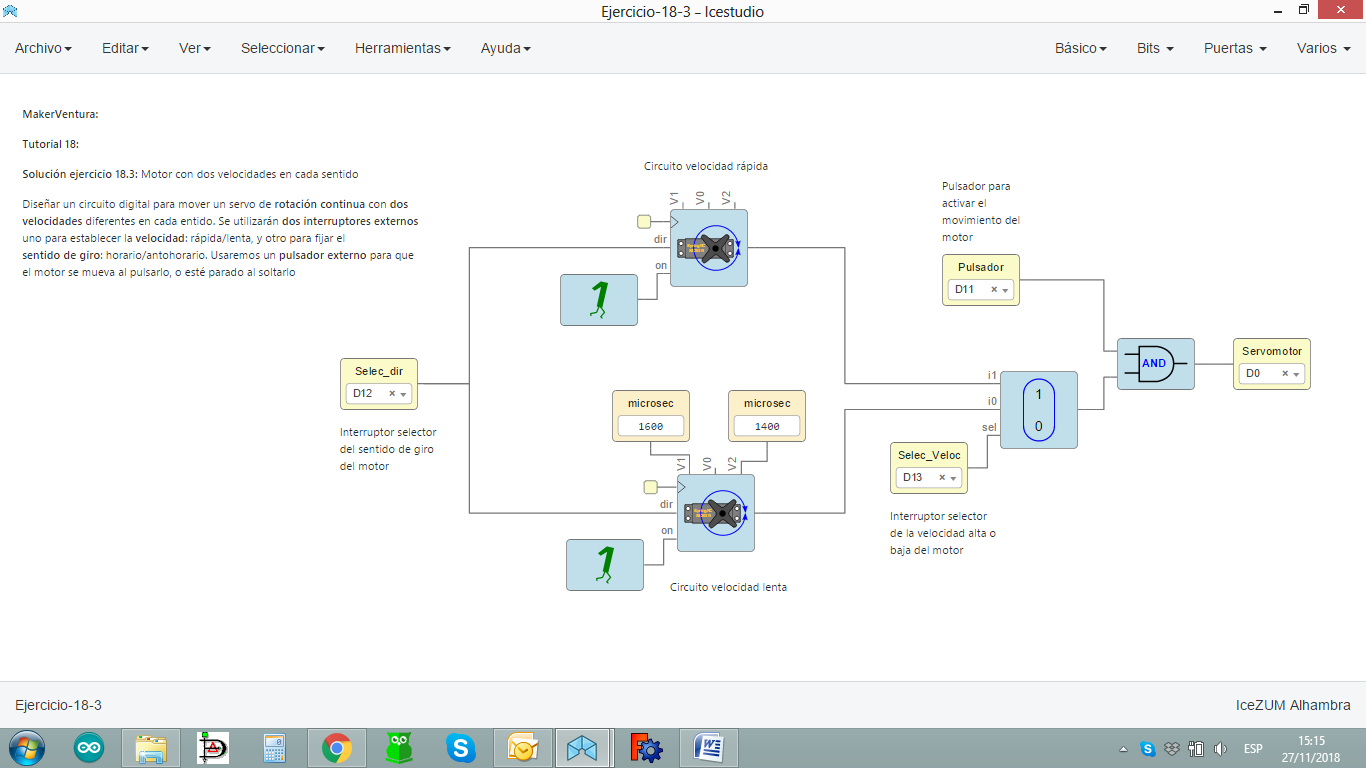 Ejercicio-18-3 – Icestudio
Archivo Editar Ver Seleccionar Herramientas Ayuda Básico Bits Puertas Varios
MakerVentura:
Tutorial 18:
Solución ejercicio 18.3: Motor con dos velocidades en cada sentido
Diseñar un circuito digital para mover un servo de rotación continua con dos
velocidades diferentes en cada entido. Se utilizarán dos interruptores externos
uno para establecer la velocidad: rápida/lenta, y otro para fijar el
sentido de giro: horario/antohorario. Usaremos un pulsador externo para que
el motor se mueva al pulsarlo, o esté parado al soltarlo
Circuito velocidad rápida
V1 V0 V2
dir
on
1
Pulsador para
activar el
movimiento del
motor
Pulsador
D11
Selec_dir
D12
Interruptor selector
del sentido de giro
del motor
microsec
1600
microsec
1400
V1 V0 V2
dir
on
1
Circuito velocidad lenta
i1
i0
sel
1
0
Selec_Veloc
D13
Interruptor selector
de la velocidad alta o
baja del motor
AND
Servomotor
D0
Ejercicio-18-3
IceZUM Alhambra
ESP
15:15
27/11/2018